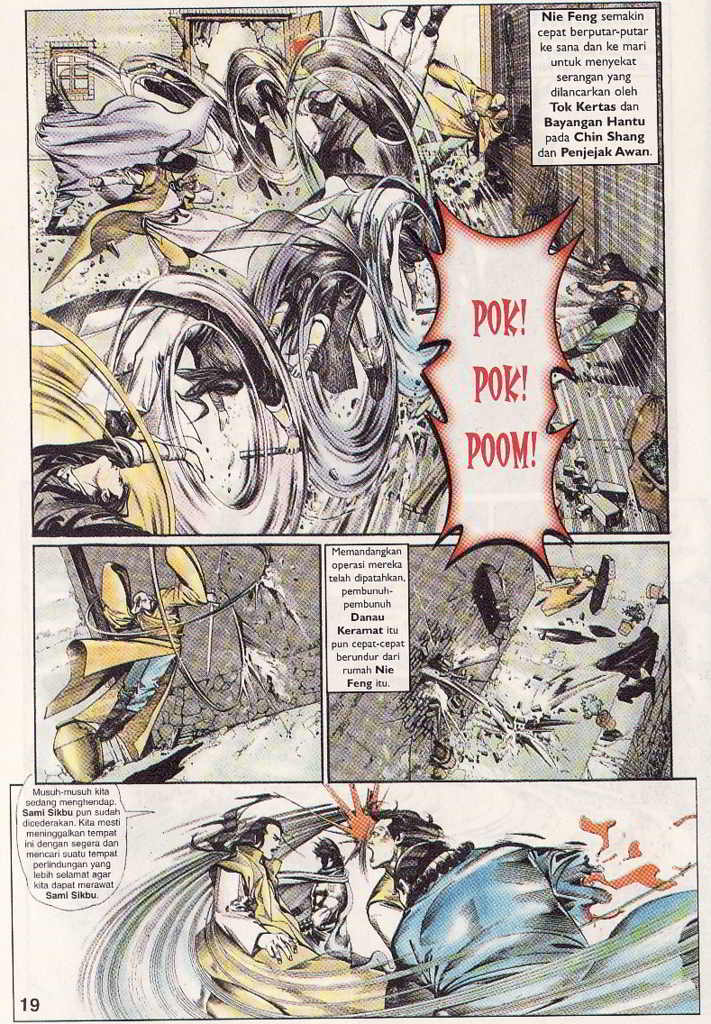 Nie Feng semakin
cepat berputar-putar
ke sana dan ke mari
untuk menyekat
serangan yang
dilancarkan oleh
Tok Kertas dan
Bayangan Hantu
pada Chin Shang
dan Penjejak Awan.
POK!
POK!
POOM!
Memandangkan
operasi mereka
telah dipatahkan,
pembunuh-
pembunuh
Danau
Keramat itu
pun cepat-cepat
berundur dari
rumah Nie
Feng itu.
Musuh-musuh kita
sedang menghendap.
Sami Sikbu pun sudah
dicederakan. Kita mesti
meninggalkan tempat
ini dengan segera dan
mencari suatu tempat
perlindungan yang
lebih selamat agar
kita dapat merawat
Sami Sikbu.
19